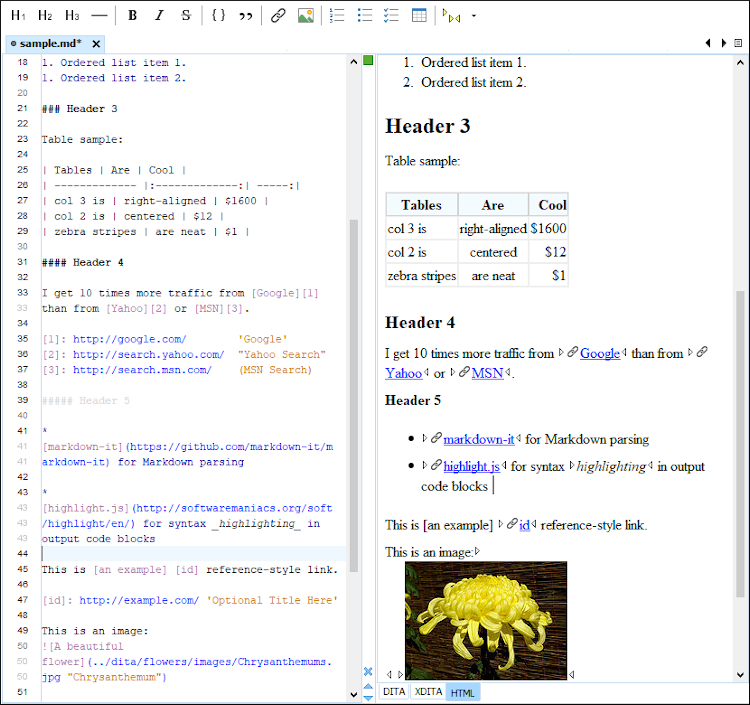 H1 H2 H3 — B I S { } ”
sample.md* ×
18 1. Ordered list item 1.
19 1. Ordered list item 2.
20
21 ### Header 3
22
23 Table sample:
24
25 | Tables | Are | Cool |
26 | ------------- |:-------------:| -----:|
27 | col 3 is | right-aligned | $1600 |
28 | col 2 is | centered | $12 |
29 | zebra stripes | are neat | $1 |
30
31 #### Header 4
32
33 I get 10 times more traffic from [Google][1]
33 than from [Yahoo][2] or [MSN][3].
34
35 [1]: http://google.com/ 'Google'
36 [2]: http://search.yahoo.com/ "Yahoo Search"
37 [3]: http://search.msn.com/ (MSN Search)
38
39 ##### Header 5
40
41 *
41 [markdown-it](https://github.com/markdown-it/m
41 arkdown-it) for Markdown parsing
42
43 *
43 [highlight.js](http://softwaremaniacs.org/soft
43 /highlight/en/) for syntax _highlighting_ in
43 output code blocks
44
45 This is [an example] [id] reference-style link.
46
47 [id]: http://example.com/ 'Optional Title Here'
48
49 This is an image:
50 ![A beautiful
50 flower](../dita/flowers/images/Chrysanthemums.
50 jpg "Chrysanthemum")
51
1. Ordered list item 1.
2. Ordered list item 2.
Header 3
Table sample:
Tables Are Cool
col 3 is right-aligned $1600
col 2 is centered $12
zebra stripes are neat $1
Header 4
I get 10 times more traffic from Google than from
Yahoo or MSN.
Header 5
• markdown-it for Markdown parsing
• highlight.js for syntax highlighting in output
code blocks
This is [an example] id reference-style link.
This is an image:
DITA XDITA HTML